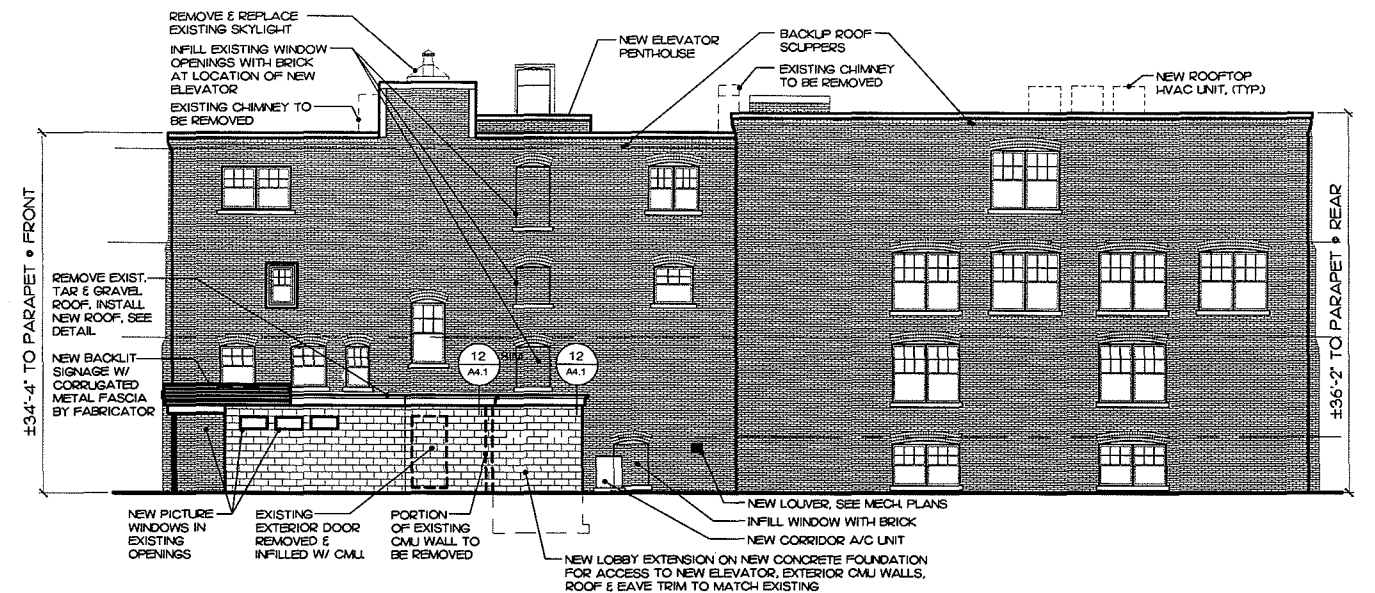 REMOVE & REPLACE
EXISTING SKYLIGHT
INFILL EXISTING WINDOW
OPENINGS WITH BRICK
AT LOCATION OF NEW
ELEVATOR
EXISTING CHIMNEY TO
BE REMOVED
NEW ELEVATOR
PENTHOUSE
BACKUP ROOF
SCUPPERS
EXISTING CHIMNEY
TO BE REMOVED
NEW ROOFTOP
HVAC UNIT, (TYP.)
±34'-4" TO PARAPET @ FRONT
±36'-2" TO PARAPET @ REAR
REMOVE EXIST.
TAR & GRAVEL
ROOF, INSTALL
NEW ROOF, SEE
DETAIL
NEW BACKLIT
SIGNAGE W/
CORRUGATED
METAL FASCIA
BY FABRICATOR
12
A4.1
12
A4.1
NEW PICTURE
WINDOWS IN
EXISTING
OPENINGS
EXISTING
EXTERIOR DOOR
REMOVED &
INFILLED W/ CMU.
PORTION
OF EXISTING
CMU WALL TO
BE REMOVED
NEW LOUVER, SEE MECH. PLANS
INFILL WINDOW WITH BRICK
NEW CORRIDOR A/C UNIT
NEW LOBBY EXTENSION ON NEW CONCRETE FOUNDATION
FOR ACCESS TO NEW ELEVATOR, EXTERIOR CMU WALLS,
ROOF & EAVE TRIM TO MATCH EXISTING